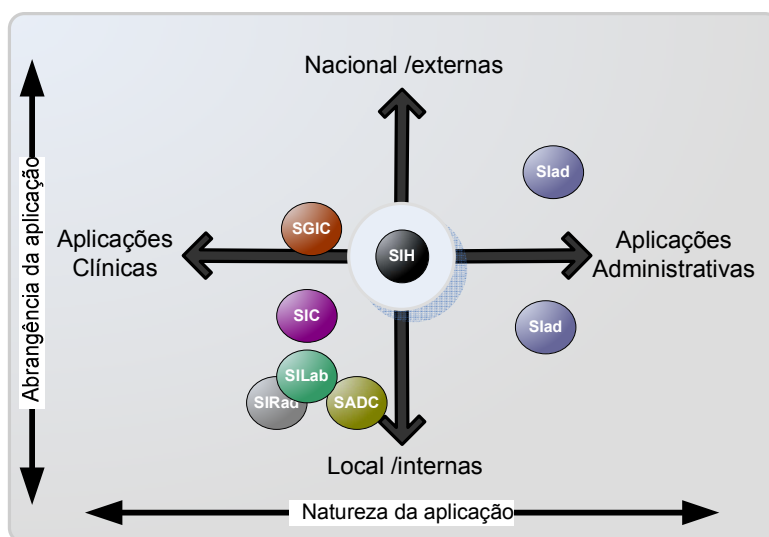 Nacional /externas
SIad
SGIC
Aplicações
Clínicas
SIH
Aplicações
Administrativas
Abrangência da aplicação
SIC
SIad
SILab
SIRad
SADC
Local /internas
Natureza da aplicação